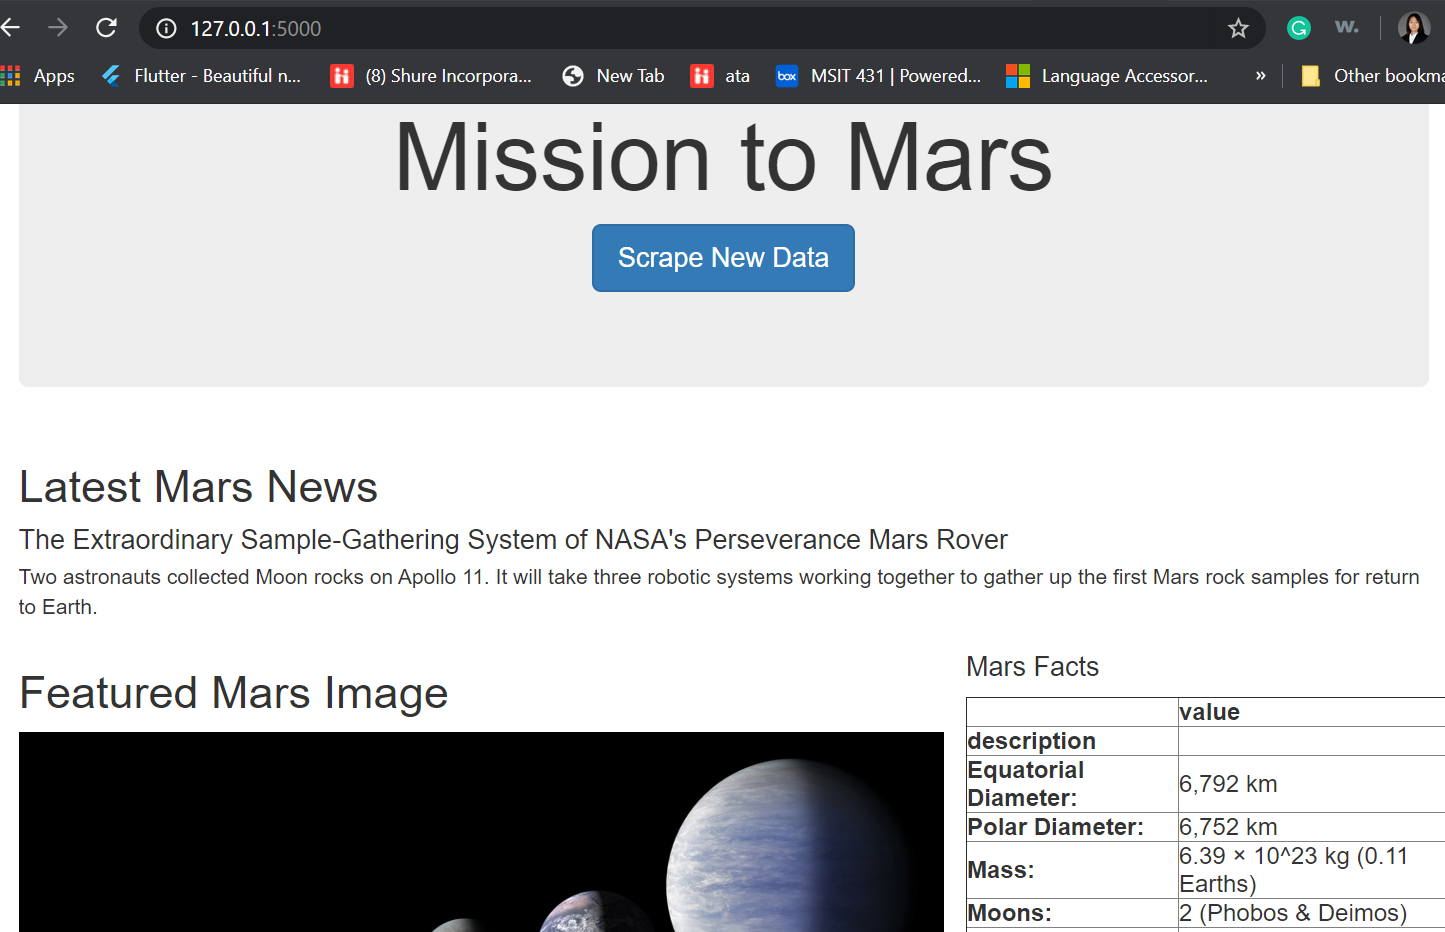 127.0.0.1:5000
W.
Apps
Flutter - Beautiful n...
(8) Shure Incorpora...
New Tab
ata
box
MSIT 431 | Powered...
Language Accessor...
»
Other bookma
Mission to Mars
Scrape New Data
Latest Mars News
The Extraordinary Sample-Gathering System of NASA's Perseverance Mars Rover
Two astronauts collected Moon rocks on Apollo 11. It will take three robotic systems working together to gather up the first Mars rock samples for return
to Earth.
Featured Mars Image
Mars Facts
value
description
Equatorial
Diameter:
6,792 km
Polar Diameter:
6,752 km
Mass:
6.39 × 10^23 kg (0.11
Earths)
Moons:
2 (Phobos & Deimos)